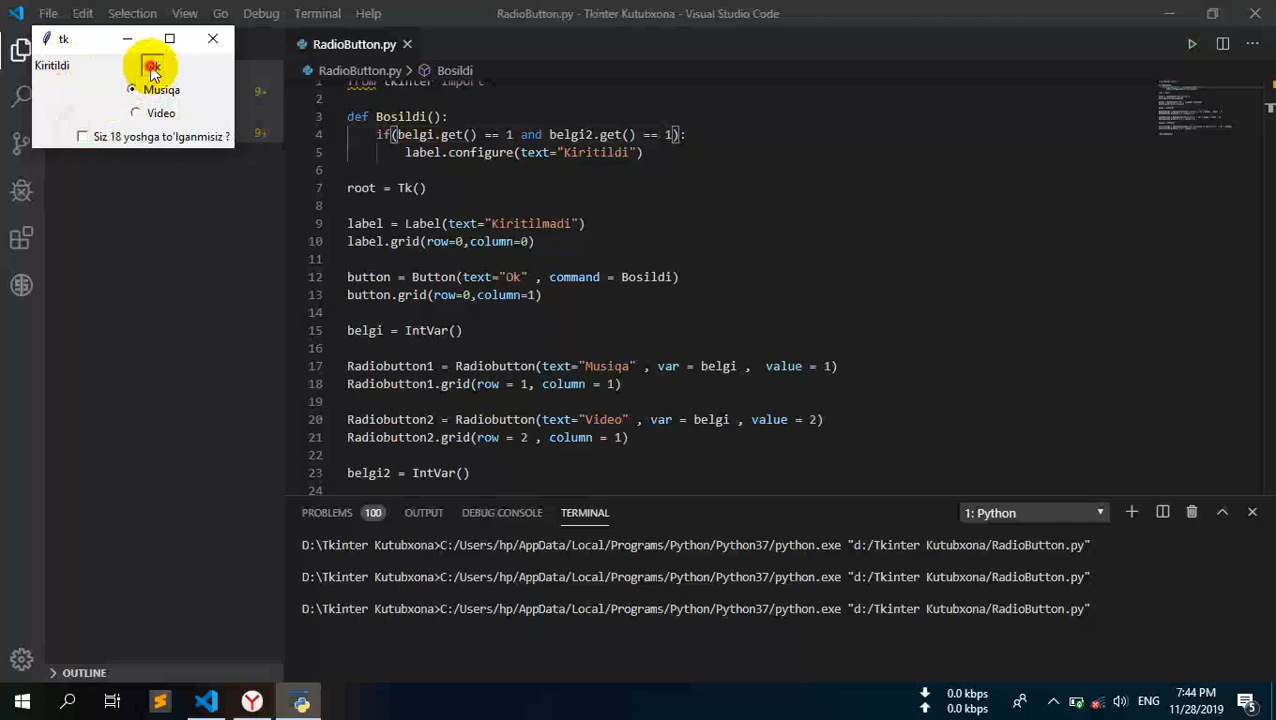 File Edit Selection View Go Debug Terminal Help
RadioButton.py - Tkinter Kutubxona - Visual Studio Code
tk
Kiritildi
Musiqa
Video
Siz 18 yoshga to'lganmisiz ?
9+
9+
RadioButton.py
RadioButton.py > Bosildi
1 from tkinter import
2
3 def Bosildi():
4 if(belgi.get() == 1 and belgi2.get() == 1):
5 label.configure(text="Kiritildi")
6
7 root = Tk()
8
9 label = Label(text="Kiritilmadi")
10 label.grid(row=0,column=0)
11
12 button = Button(text="Ok" , command = Bosildi)
13 button.grid(row=0,column=1)
14
15 belgi = IntVar()
16
17 Radiobutton1 = Radiobutton(text="Musiqa" , var = belgi ,  value = 1)
18 Radiobutton1.grid(row = 1, column = 1)
19
20 Radiobutton2 = Radiobutton(text="Video" , var = belgi , value = 2)
21 Radiobutton2.grid(row = 2 , column = 1)
22
23 belgi2 = IntVar()
24
PROBLEMS 100 OUTPUT DEBUG CONSOLE TERMINAL
1: Python
D:\Tkinter Kutubxona>C:/Users/hp/AppData/Local/Programs/Python/Python37/python.exe "d:/Tkinter Kutubxona/RadioButton.py"
D:\Tkinter Kutubxona>C:/Users/hp/AppData/Local/Programs/Python/Python37/python.exe "d:/Tkinter Kutubxona/RadioButton.py"
D:\Tkinter Kutubxona>C:/Users/hp/AppData/Local/Programs/Python/Python37/python.exe "d:/Tkinter Kutubxona/RadioButton.py"
OUTLINE
0.0 kbps
0.0 kbps
ENG
7:44 PM
11/28/2019
5